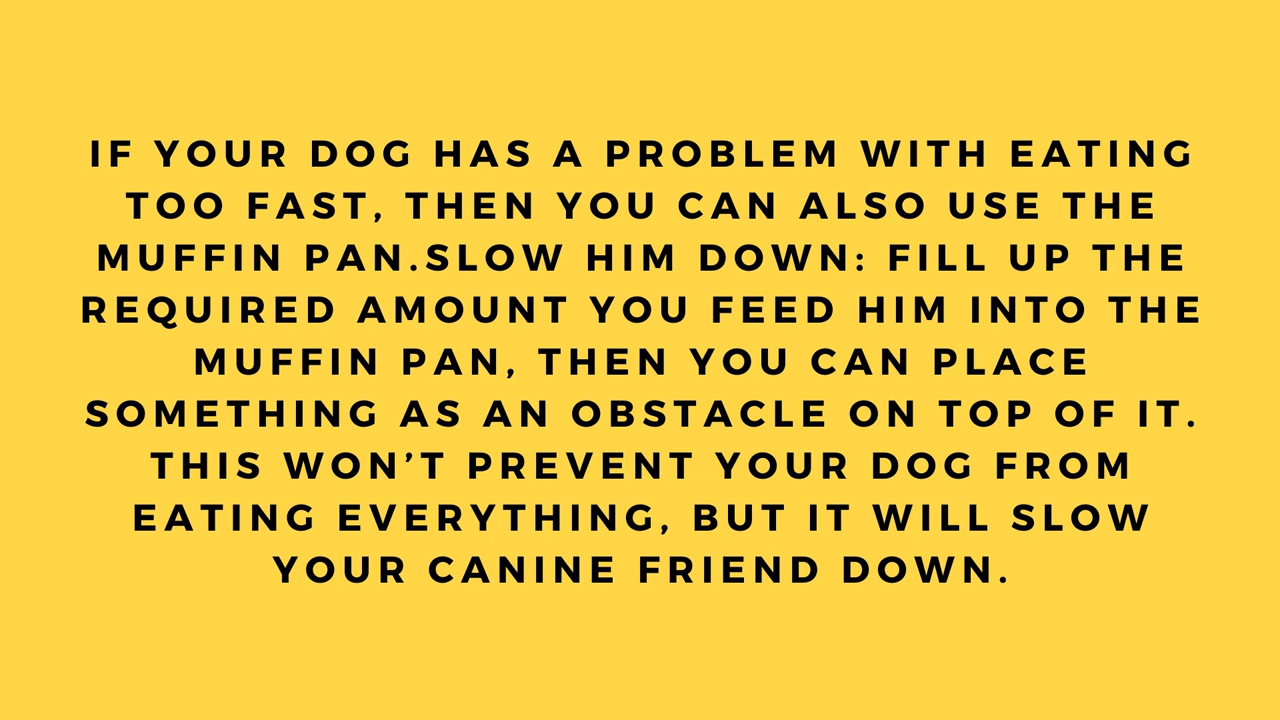 IF YOUR DOG HAS A PROBLEM WITH EATING
TOO FAST, THEN YOU CAN ALSO USE THE
MUFFIN PAN.SLOW HIM DOWN: FILL UP THE
REQUIRED AMOUNT YOU FEED HIM INTO THE
MUFFIN PAN, THEN YOU CAN PLACE
SOMETHING AS AN OBSTACLE ON TOP OF IT.
THIS WON’T PREVENT YOUR DOG FROM
EATING EVERYTHING, BUT IT WILL SLOW
YOUR CANINE FRIEND DOWN.